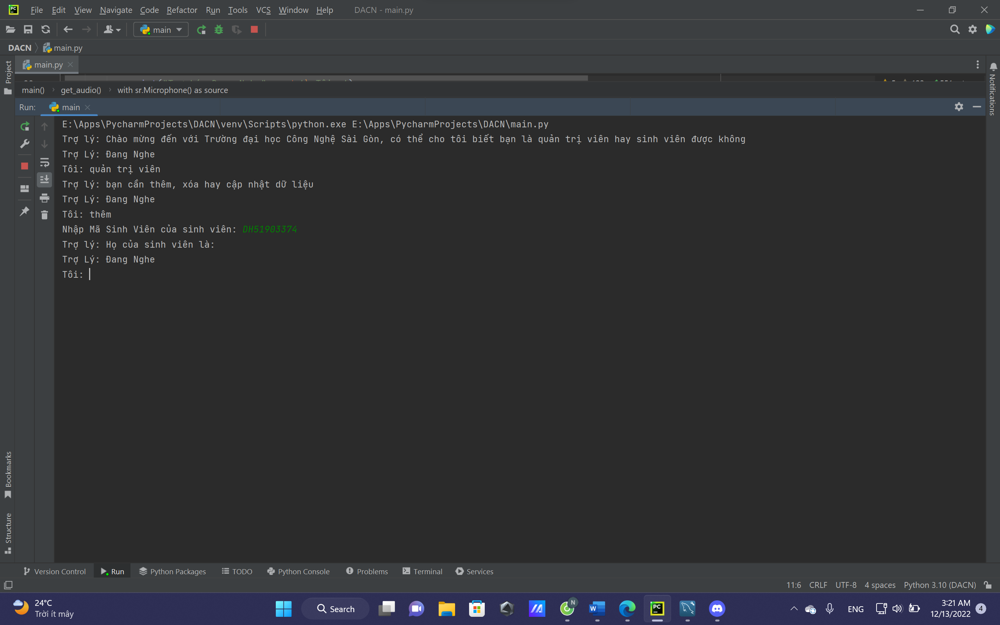 File Edit View Navigate Code Refactor Run Tools VCS Window Help DACN - main.py
main
DACN main.py
Project
main.py
main() get_audio() with sr.Microphone() as source
Notifications
Run: main
E:\Apps\PycharmProjects\DACN\venv\Scripts\python.exe E:\Apps\PycharmProjects\DACN\main.py
Trợ lý: Chào mừng đến với Trường đại học Công Nghệ Sài Gòn, có thể cho tôi biết bạn là quản trị viên hay sinh viên được không
Trợ Lý: Đang Nghe
Tôi: quản trị viên
Trợ lý: bạn cần thêm, xóa hay cập nhật dữ liệu
Trợ Lý: Đang Nghe
Tôi: thêm
Nhập Mã Sinh Viên của sinh viên: DH51903374
Trợ lý: Họ của sinh viên là:
Trợ Lý: Đang Nghe
Tôi:
Bookmarks
Structure
Version Control Run Python Packages TODO Python Console Problems Terminal Services
11:6 CRLF UTF-8 4 spaces Python 3.10 (DACN)
24°C
Trời ít mây
Search
ENG
3:21 AM
12/13/2022
4